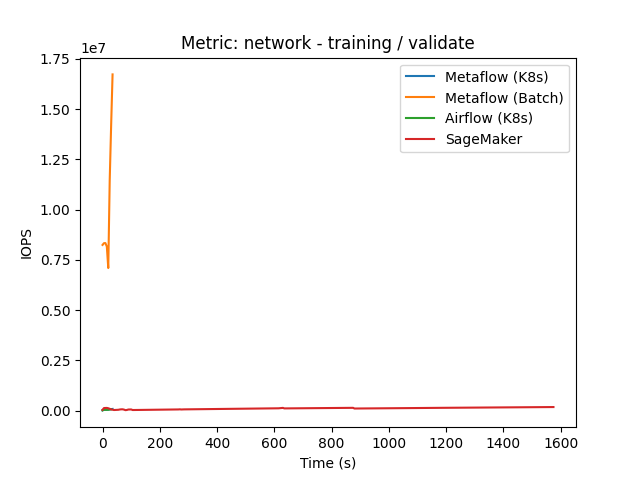 Metric: network - training / validate
1e7
1.75
1.50
1.25
1.00
0.75
0.50
0.25
0.00
IOPS
Metaflow (K8s)
Metaflow (Batch)
Airflow (K8s)
SageMaker
0 200 400 600 800 1000 1200 1400 1600
Time (s)